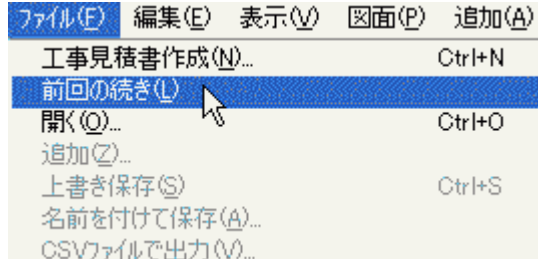 ファイル(F) 編集(E) 表示(V) 図面(P) 追加(A)
工事見積書作成(N)... Ctrl+N
前回の続き(L)
開く(O)... Ctrl+O
追加(Z)...
上書き保存(S) Ctrl+S
名前を付けて保存(A)...
CSVファイルで出力(V)...